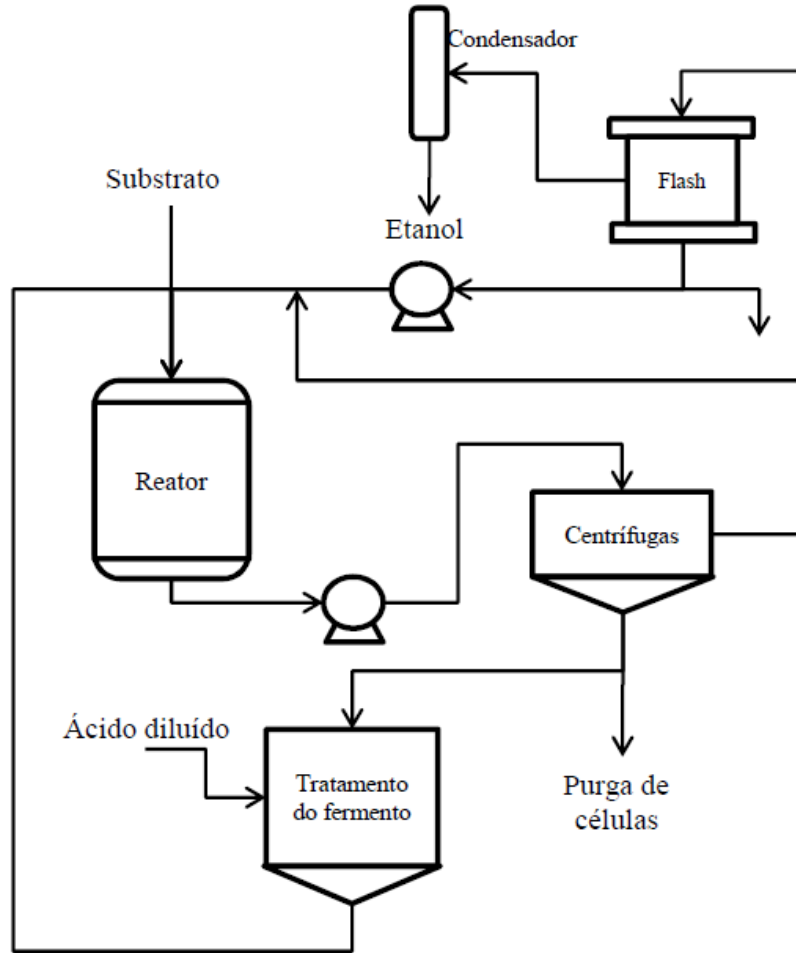 Condensador
Substrato
Flash
Etanol
Reator
Centrífugas
Ácido diluído
Tratamento
do fermento
Purga de
células